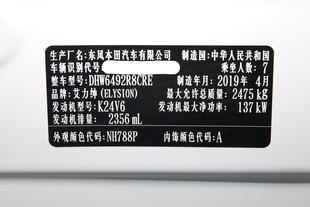 生产厂名:东风本田汽车有限公司 制造国:中华人民共和国
车辆识别代号: 乘坐人数: 7
整车型号: DHW6492R8CRE 制造年月: 2019年 4月
品牌: 艾力绅(ELYSION) 最大允许总质量: 2475kg
发动机型号: K24V6 发动机最大净功率: 137kW
发动机排量: 2356 mL
外观颜色代码: NH788P 内饰颜色代码: A